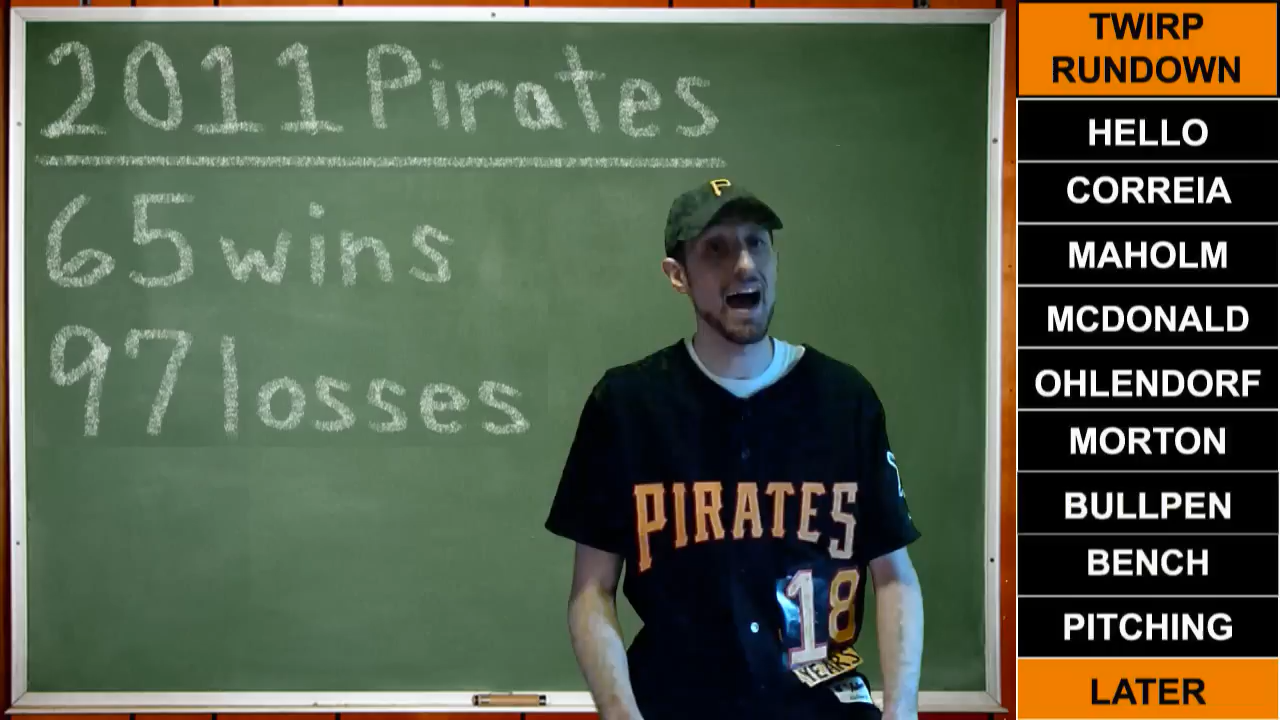 2011 Pirates
65 wins
97 losses
P
PIRATES
18
YEARS
TWIRP
RUNDOWN
HELLO
CORREIA
MAHOLM
MCDONALD
OHLENDORF
MORTON
BULLPEN
BENCH
PITCHING
LATER